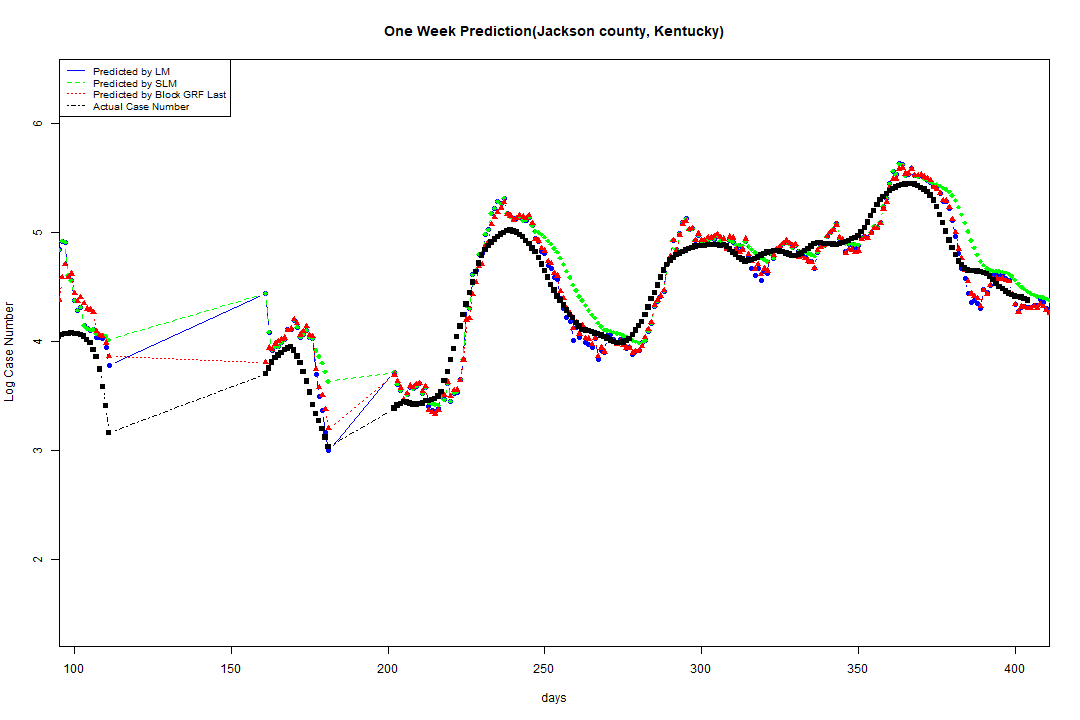 One Week Prediction(Jackson county, Kentucky)
Predicted by LM
Predicted by SLM
Predicted by Block GRF Last
Actual Case Number
6
5
4
3
2
Log Case Number
100 150 200 250 300 350 400
days